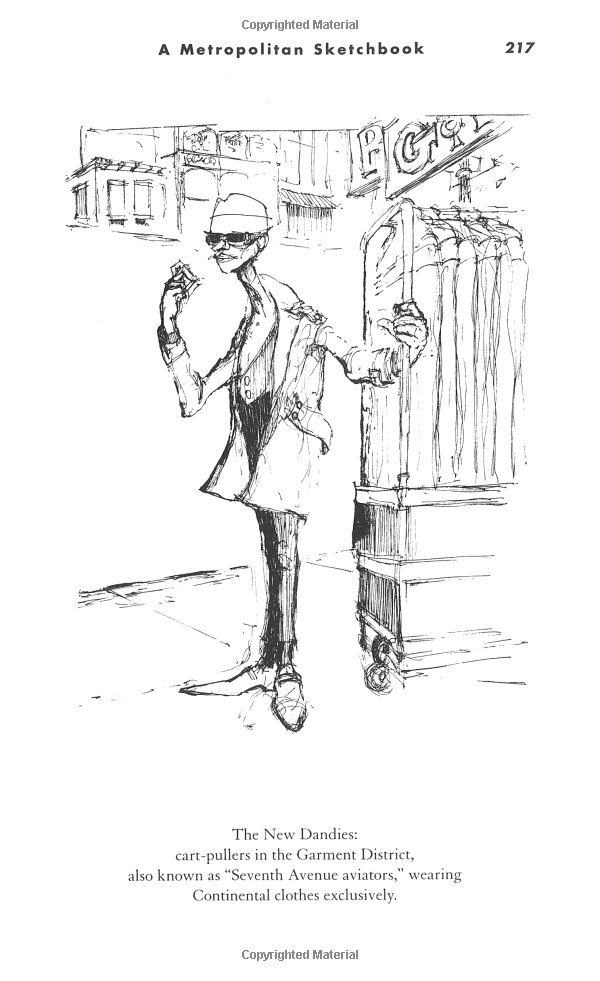 Copyrighted Material
A Metropolitan Sketchbook 217
The New Dandies:
cart-pullers in the Garment District,
also known as “Seventh Avenue aviators,” wearing
Continental clothes exclusively.
Copyrighted Material